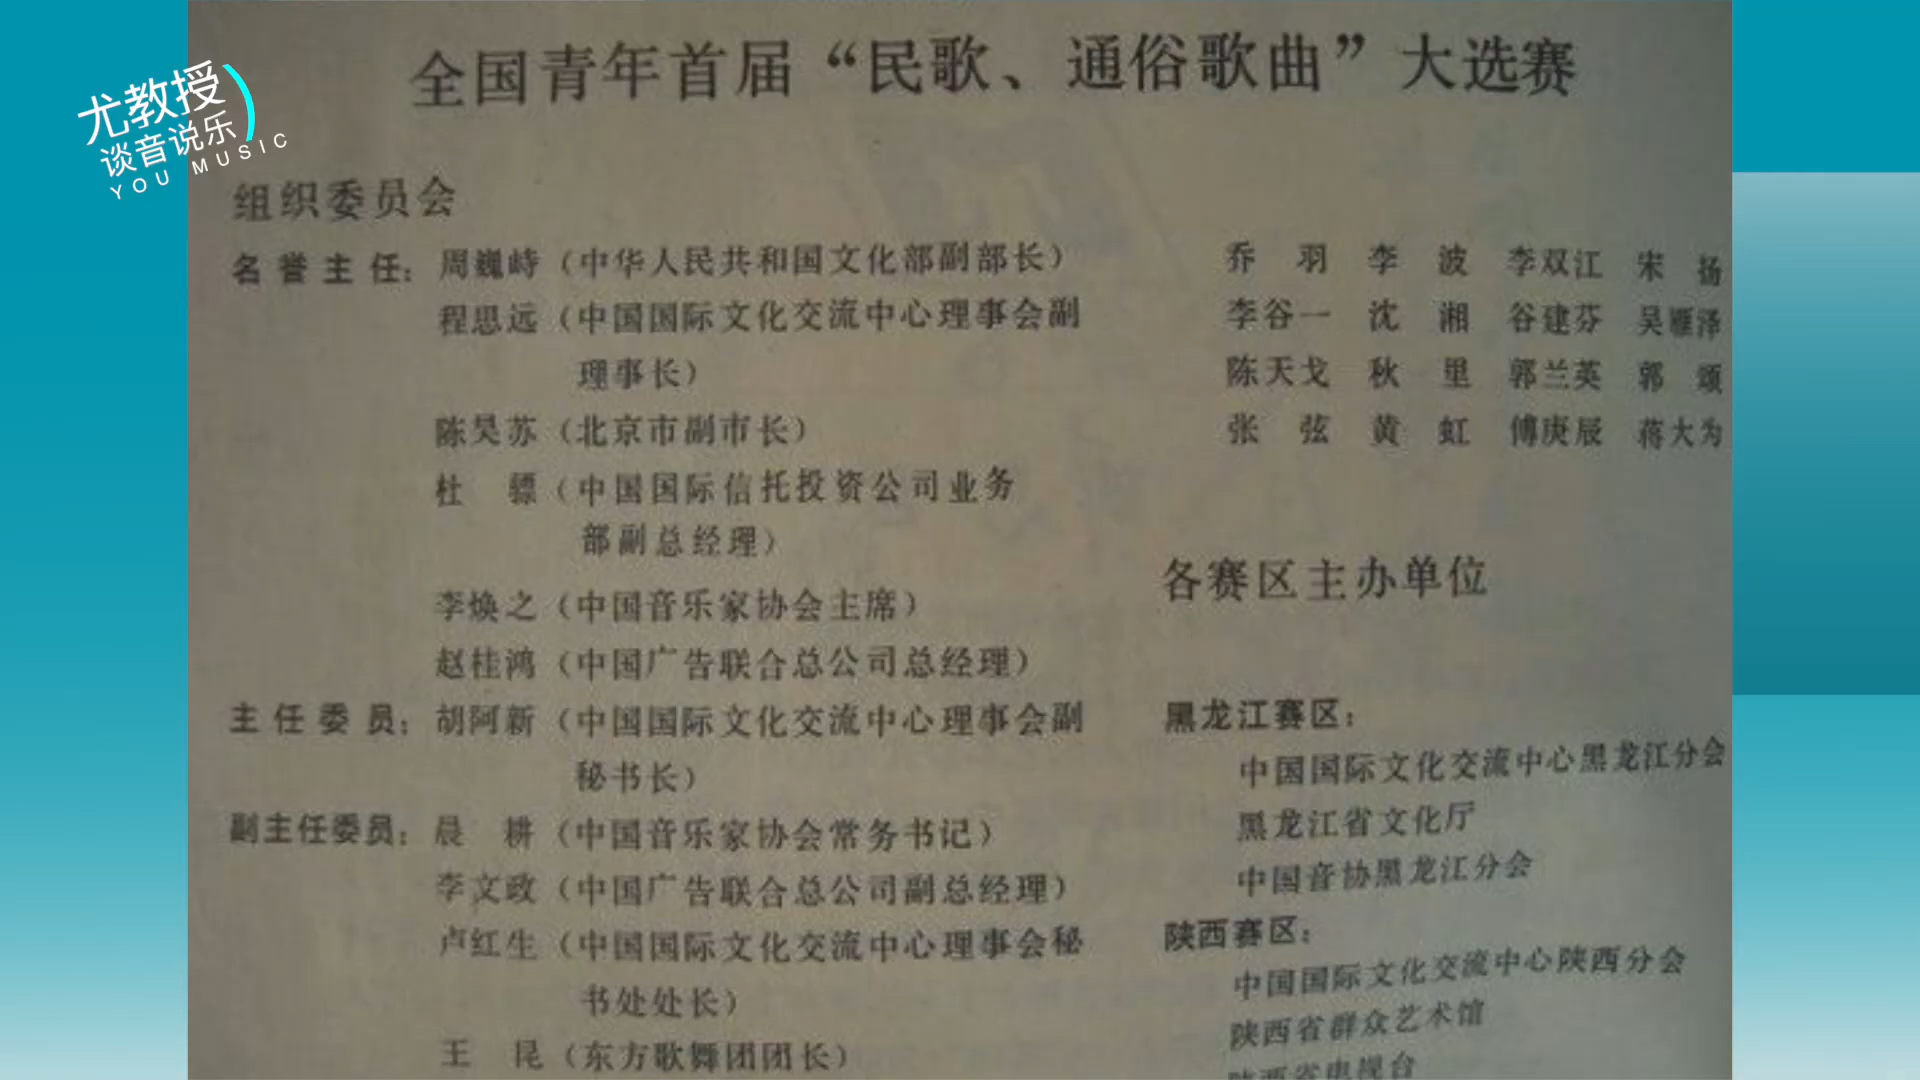 尤教授
谈音说乐
YOU MUSIC
全国青年首届“民歌、通俗歌曲”大选赛
组织委员会
名誉主任：周巍峙（中华人民共和国文化部副部长）
程思远（中国国际文化交流中心理事会副
理事长）
陈昊苏（北京市副市长）
杜 骠（中国国际信托投资公司业务
部副总经理）
李焕之（中国音乐家协会主席）
赵桂鸿（中国广告联合总公司总经理）
主任委员：胡阿新（中国国际文化交流中心理事会副
秘书长）
副主任委员：晨 耕（中国音乐家协会常务书记）
李文政（中国广告联合总公司副总经理）
卢红生（中国国际文化交流中心理事会秘
书处处长）
王 昆（东方歌舞团团长）
乔 羽 李 波 李双江 宋 扬
李谷一 沈 湘 谷建芬 吴雁泽
陈天戈 秋 里 郭兰英 郭 颂
张 弦 黄 虹 傅庚辰 蒋大为
各赛区主办单位
黑龙江赛区：
中国国际文化交流中心黑龙江分会
黑龙江省文化厅
中国音协黑龙江分会
陕西赛区：
中国国际文化交流中心陕西分会
陕西省群众艺术馆
陕西省电视台